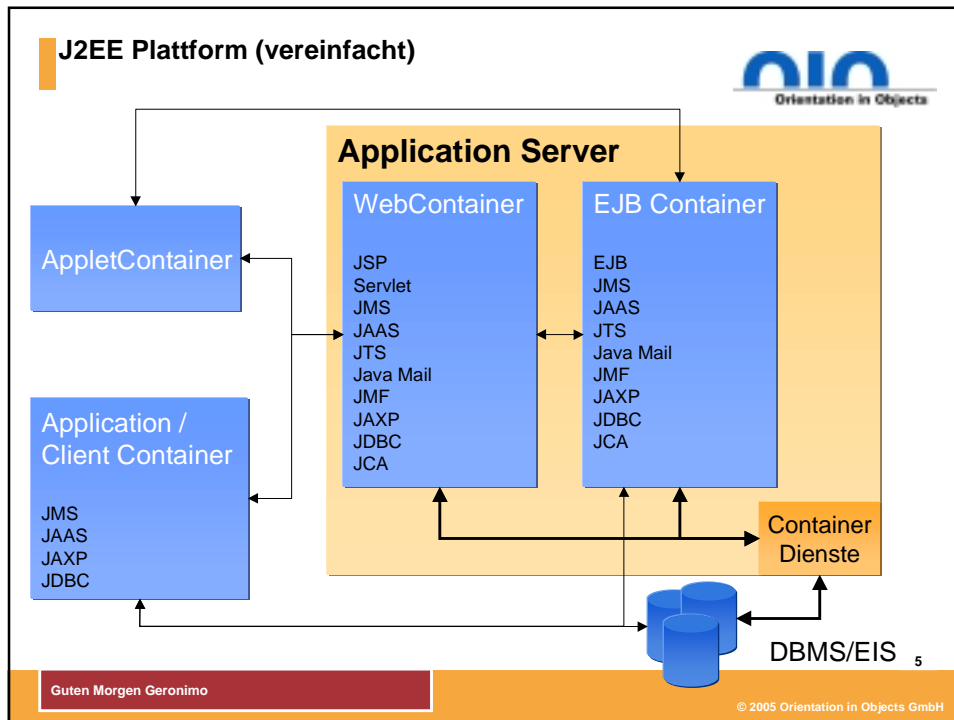 J2EE Plattform (vereinfacht)
OIO
Orientation in Objects
Application Server
WebContainer
JSP
Servlet
JMS
JAAS
JTS
Java Mail
JMF
JAXP
JDBC
JCA
EJB Container
EJB
JMS
JAAS
JTS
Java Mail
JMF
JAXP
JDBC
JCA
AppletContainer
Application /
Client Container
JMS
JAAS
JAXP
JDBC
Container
Dienste
DBMS/EIS
5
Guten Morgen Geronimo
© 2005 Orientation in Objects GmbH